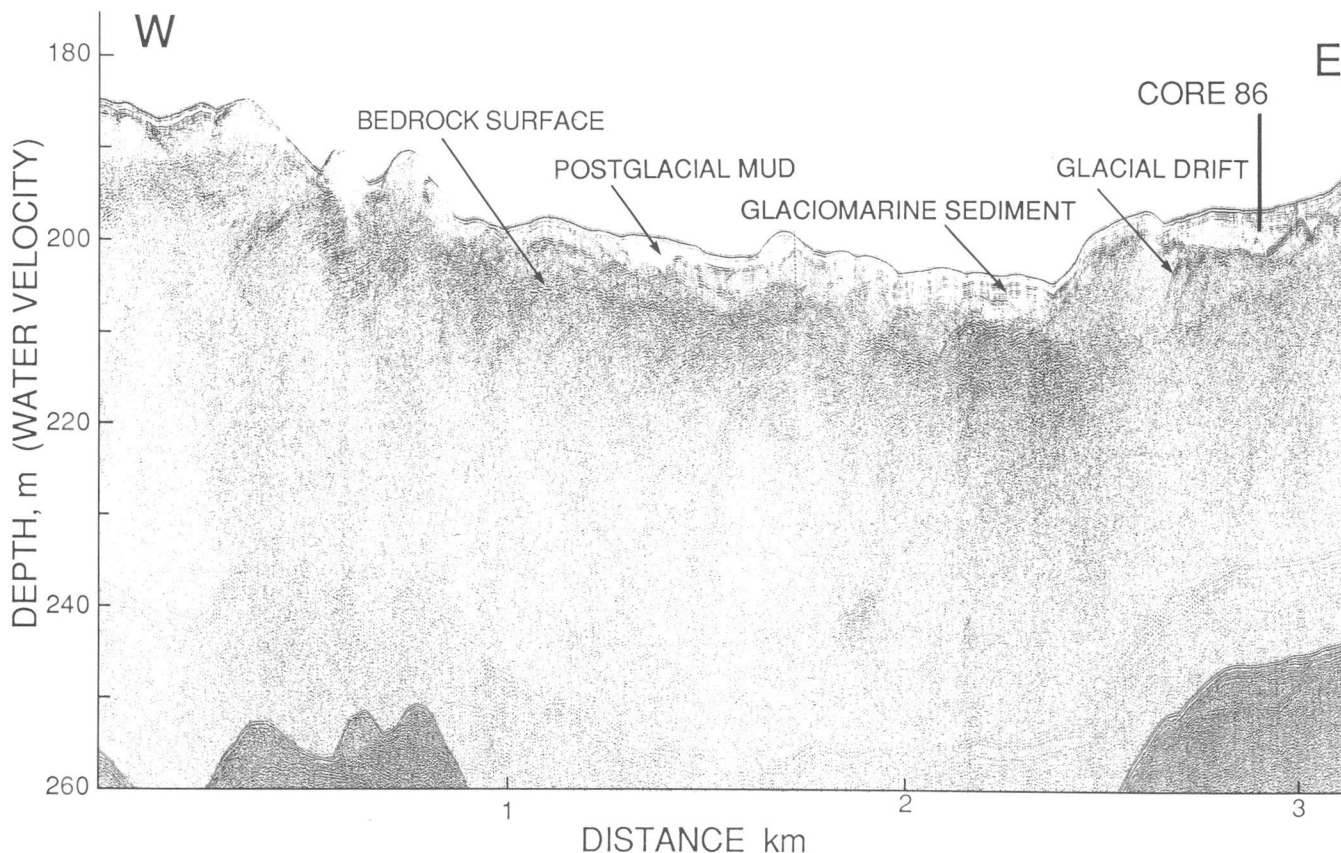 W
E
180
200
220
240
260
DEPTH, m (WATER VELOCITY)
CORE 86
BEDROCK SURFACE
POSTGLACIAL MUD
GLACIAL DRIFT
GLACIOMARINE SEDIMENT
1
2
3
DISTANCE km